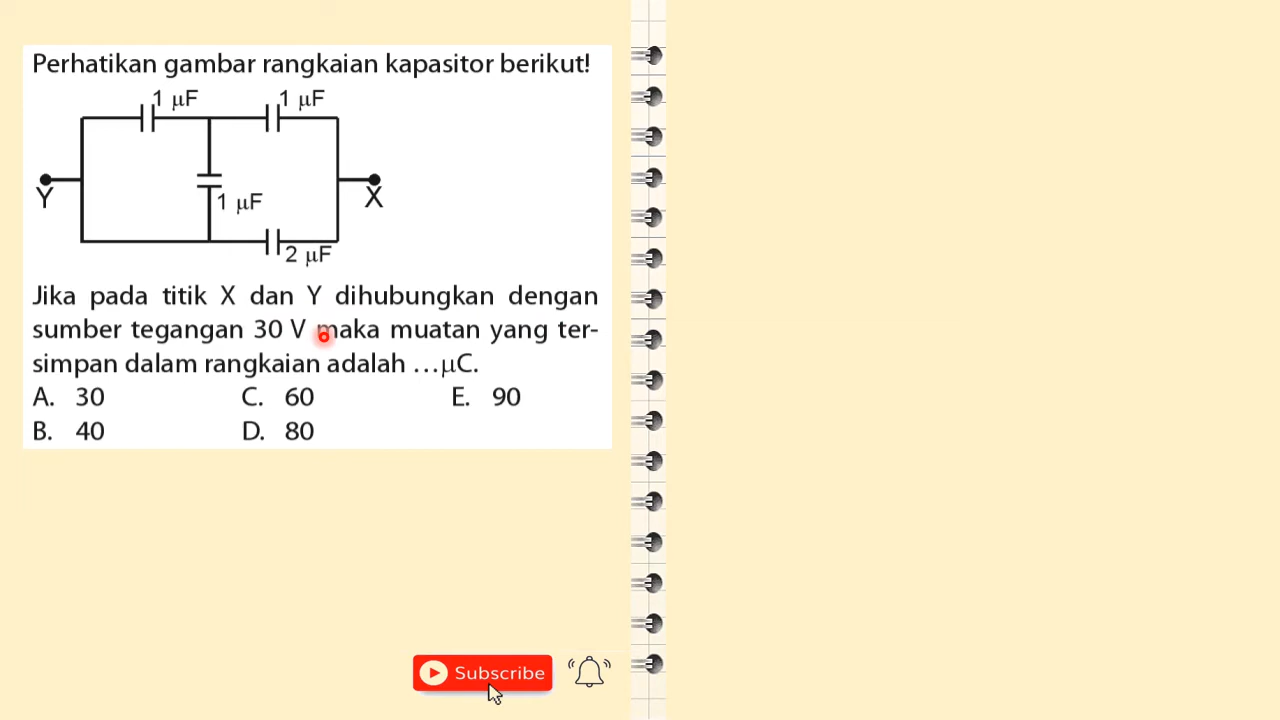 Perhatikan gambar rangkaian kapasitor berikut!
1 μF
1 μF
Y
X
1 μF
2 μF
Jika pada titik X dan Y dihubungkan dengan
sumber tegangan 30 V maka muatan yang ter-
simpan dalam rangkaian adalah ...μC.
A. 30 C. 60 E. 90
B. 40 D. 80
Subscribe